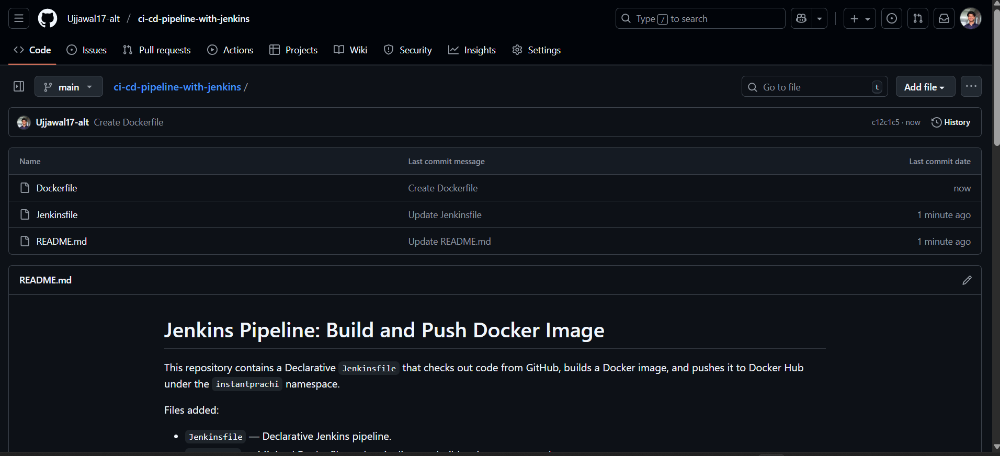 Ujjawal17-alt / ci-cd-pipeline-with-jenkins
Type / to search
Code Issues Pull requests Actions Projects Wiki Security Insights Settings
main ci-cd-pipeline-with-jenkins /
Go to file t Add file
Ujjawal17-alt Create Dockerfile c12c1c5 · now History
Name Last commit message Last commit date
Dockerfile Create Dockerfile now
Jenkinsfile Update Jenkinsfile 1 minute ago
README.md Update README.md 1 minute ago
README.md
Jenkins Pipeline: Build and Push Docker Image
This repository contains a Declarative Jenkinsfile that checks out code from GitHub, builds a Docker image, and pushes it to Docker Hub
under the instantprachi namespace.
Files added:
• Jenkinsfile — Declarative Jenkins pipeline.